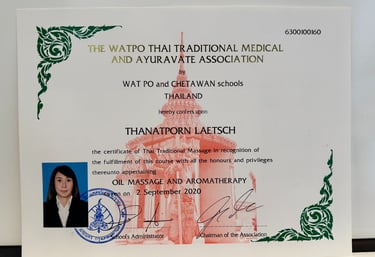 6300100160
THE WATPO THAI TRADITIONAL MEDICAL
AND AYURAVATE ASSOCIATION
by
WAT PO and CHETAWAN schools
THAILAND
hereby confers upon
THANATPORN LAETSCH
the certificate of Thai Traditional Massage in recognition of
the fulfillment of this course with all the honours and privileges
thereunto appertaining
OIL MASSAGE AND AROMATHERAPY
on 2 September 2020
School's Administrator
Chairman of the Association